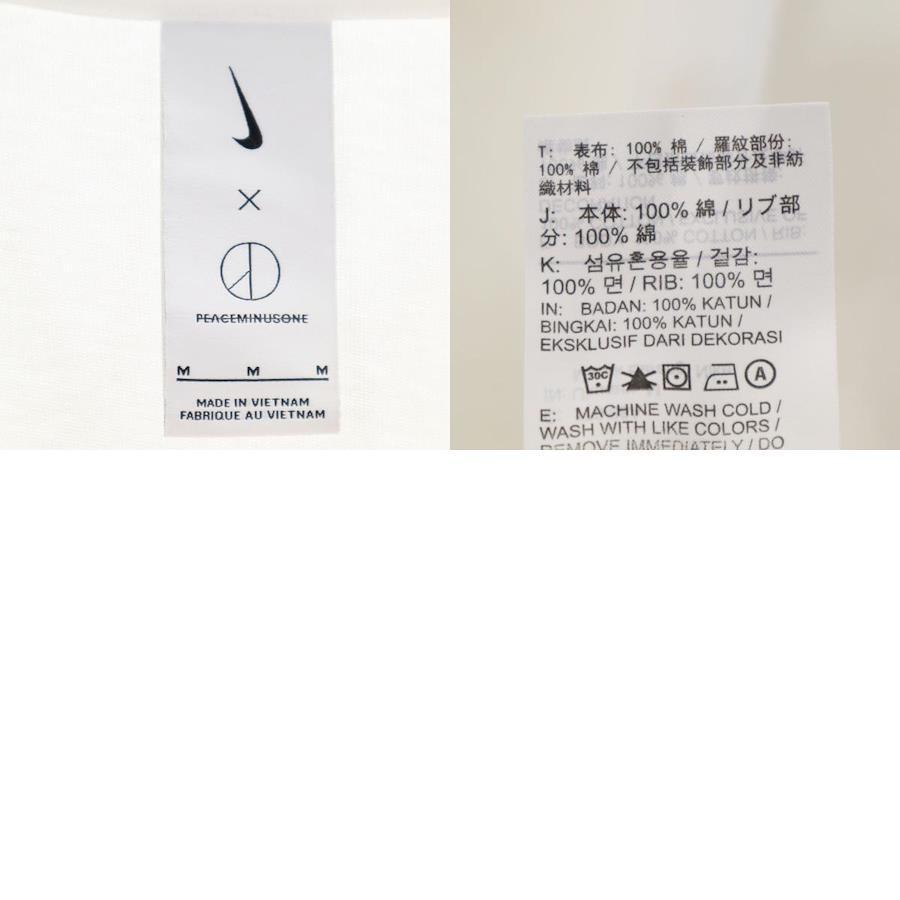 ×
PEACEMINUSONE
M M M
MADE IN VIETNAM
FABRIQUE AU VIETNAM
T: 表布: 100% 棉 / 羅紋部份:
100% 棉 / 不包括裝飾部分及非紡
織材料
J: 本体: 100% 綿 / リブ部
分: 100% 綿
K: 섬유혼용율 / 겉감:
100% 면 / RIB: 100% 면
IN: BADAN: 100% KATUN /
BINGKAI: 100% KATUN /
EKSKLUSIF DARI DEKORASI
30C A
E: MACHINE WASH COLD /
WASH WITH LIKE COLORS /
REMOVE IMMEDIATELY / DO